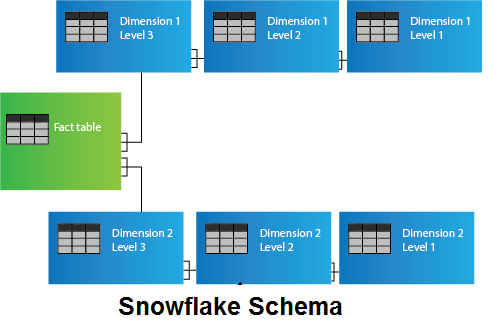 Dimension 1
Level 3
Dimension 1
Level 2
Dimension 1
Level 1
Fact table
Dimension 2
Level 3
Dimension 2
Level 2
Dimension 2
Level 1
Snowflake Schema